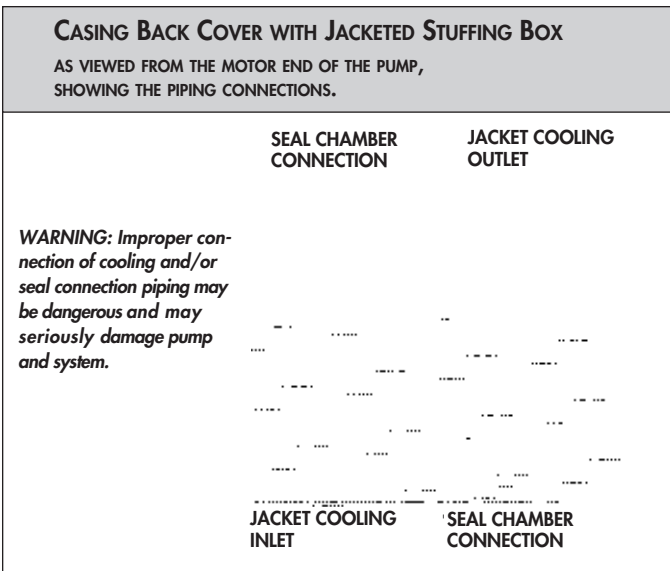 CASING BACK COVER WITH JACKETED STUFFING BOX
AS VIEWED FROM THE MOTOR END OF THE PUMP,
SHOWING THE PIPING CONNECTIONS.
SEAL CHAMBER
CONNECTION
JACKET COOLING
OUTLET
WARNING: Improper con-
nection of cooling and/or
seal connection piping may
be dangerous and may
seriously damage pump
and system.
JACKET COOLING
INLET
SEAL CHAMBER
CONNECTION